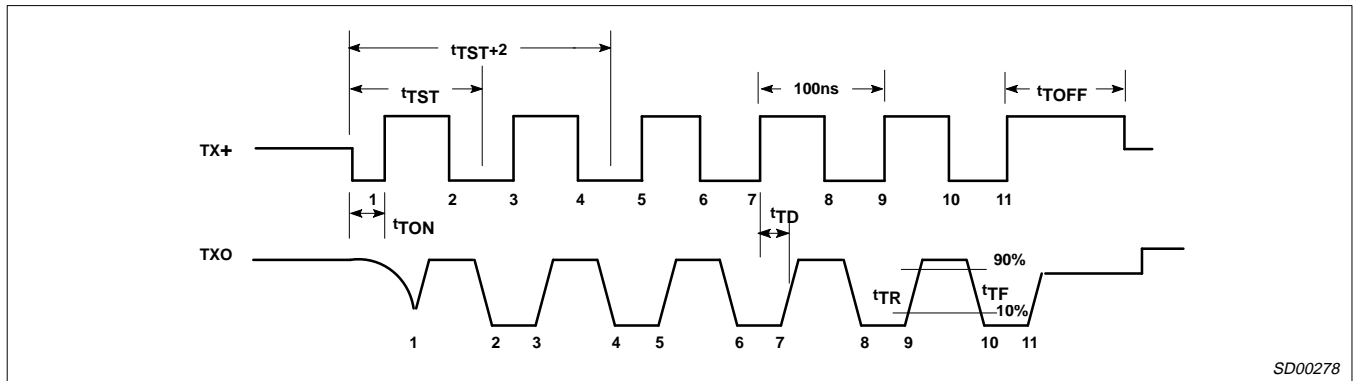 tTST+2
tTST
100ns
tTOFF
TX+
1 2 3 4 5 6 7 8 9 10 11
tTON
tTD
TXO
90%
tTR
tTF
10%
1 2 3 4 5 6 7 8 9 10 11
SD00278